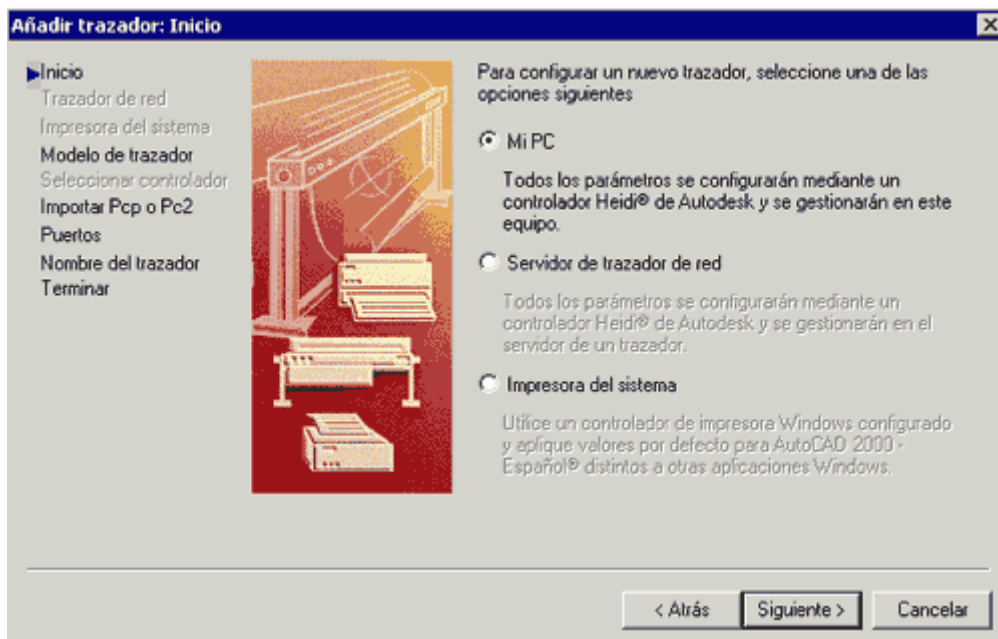 Añadir trazador: Inicio
Inicio
Trazador de red
Impresora del sistema
Modelo de trazador
Seleccionar controlador
Importar Pcp o Pc2
Puertos
Nombre del trazador
Terminar
Para configurar un nuevo trazador, seleccione una de las
opciones siguientes
Mi PC
Todos los parámetros se configurarán mediante un
controlador Heidi® de Autodesk y se gestionarán en este
equipo.
Servidor de trazador de red
Todos los parámetros se configurarán mediante un
controlador Heidi® de Autodesk y se gestionarán en el
servidor de un trazador.
Impresora del sistema
Utilice un controlador de impresora Windows configurado
y aplique valores por defecto para AutoCAD 2000 -
Español® distintos a otras aplicaciones Windows.
< Atrás
Siguiente >
Cancelar